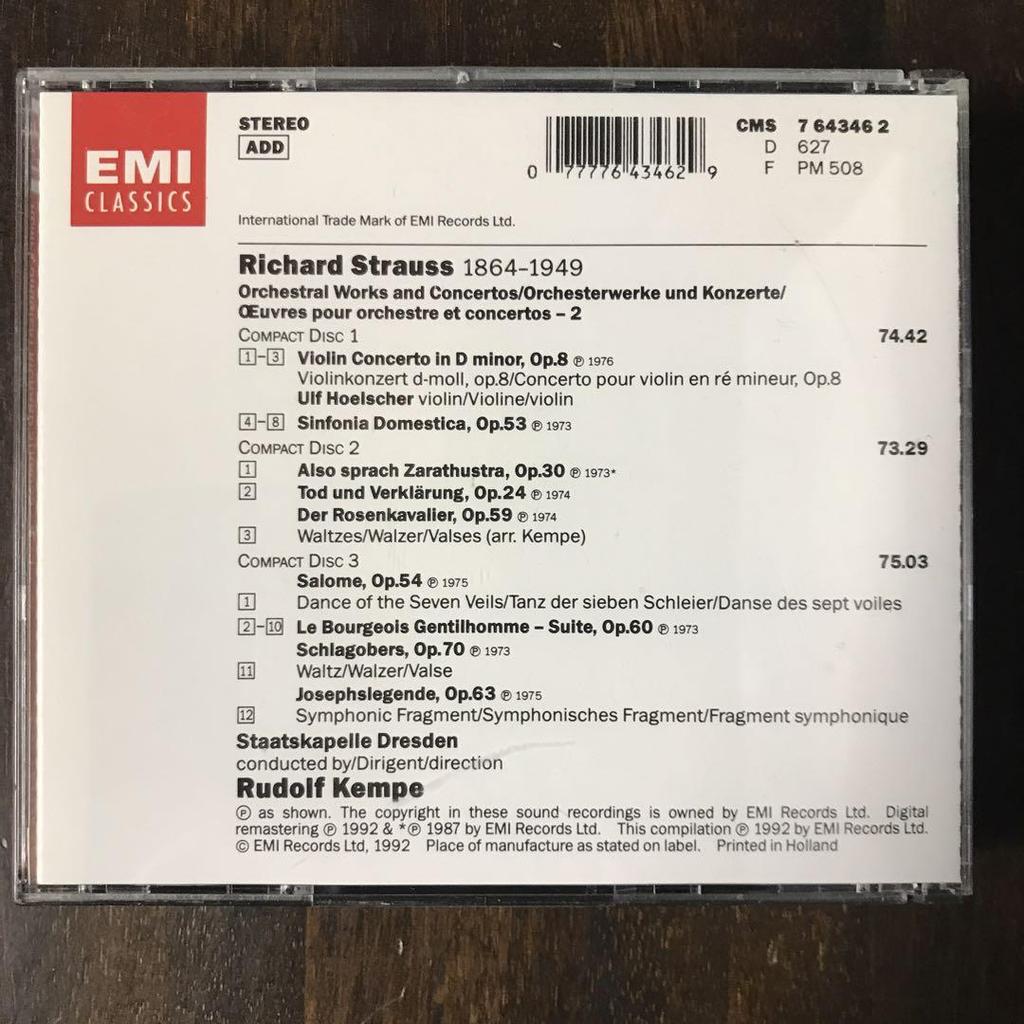 EMI
CLASSICS
STEREO
ADD
0 77776 43462 9
CMS 7 64346 2
D 627
F PM 508
International Trade Mark of EMI Records Ltd.
Richard Strauss 1864–1949
Orchestral Works and Concertos/Orchesterwerke und Konzerte/
Œuvres pour orchestre et concertos – 2
COMPACT DISC 1 74.42
1–3 Violin Concerto in D minor, Op.8 ℗ 1976
Violinkonzert d-moll, op.8/Concerto pour violin en ré mineur, Op.8
Ulf Hoelscher violin/Violine/violin
4–8 Sinfonia Domestica, Op.53 ℗ 1973
COMPACT DISC 2 73.29
1 Also sprach Zarathustra, Op.30 ℗ 1973*
2 Tod und Verklärung, Op.24 ℗ 1974
Der Rosenkavalier, Op.59 ℗ 1974
3 Waltzes/Walzer/Valses (arr. Kempe)
COMPACT DISC 3 75.03
Salome, Op.54 ℗ 1975
1 Dance of the Seven Veils/Tanz der sieben Schleier/Danse des sept voiles
2–10 Le Bourgeois Gentilhomme – Suite, Op.60 ℗ 1973
Schlagobers, Op.70 ℗ 1973
11 Waltz/Walzer/Valse
Josephslegende, Op.63 ℗ 1975
12 Symphonic Fragment/Symphonisches Fragment/Fragment symphonique
Staatskapelle Dresden
conducted by/Dirigent/direction
Rudolf Kempe
℗ as shown. The copyright in these sound recordings is owned by EMI Records Ltd. Digital
remastering ℗ 1992 & *℗ 1987 by EMI Records Ltd. This compilation ℗ 1992 by EMI Records Ltd.
© EMI Records Ltd, 1992 Place of manufacture as stated on label. Printed in Holland